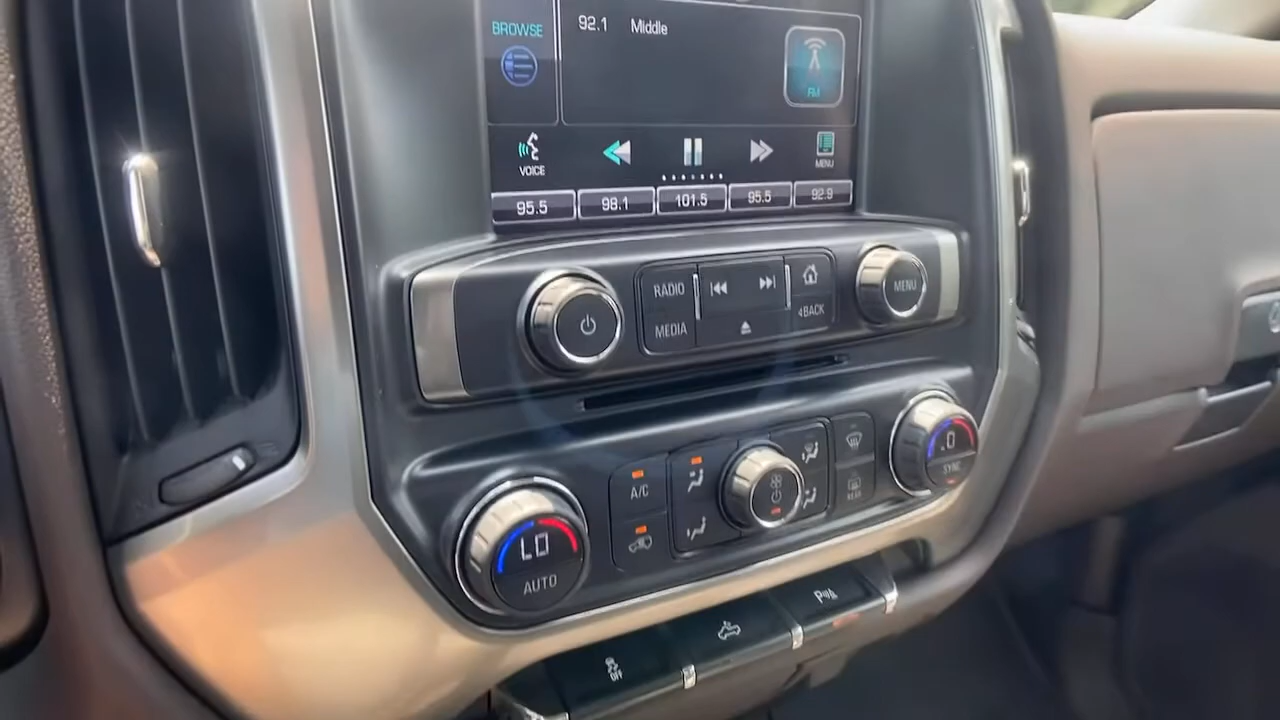 BROWSE
92.1 Middle
FM
VOICE
MENU
95.5 98.1 101.5 95.5 92.9
RADIO
MEDIA
BACK
MENU
A/C
LO
AUTO
REAR
SYNC
OFF